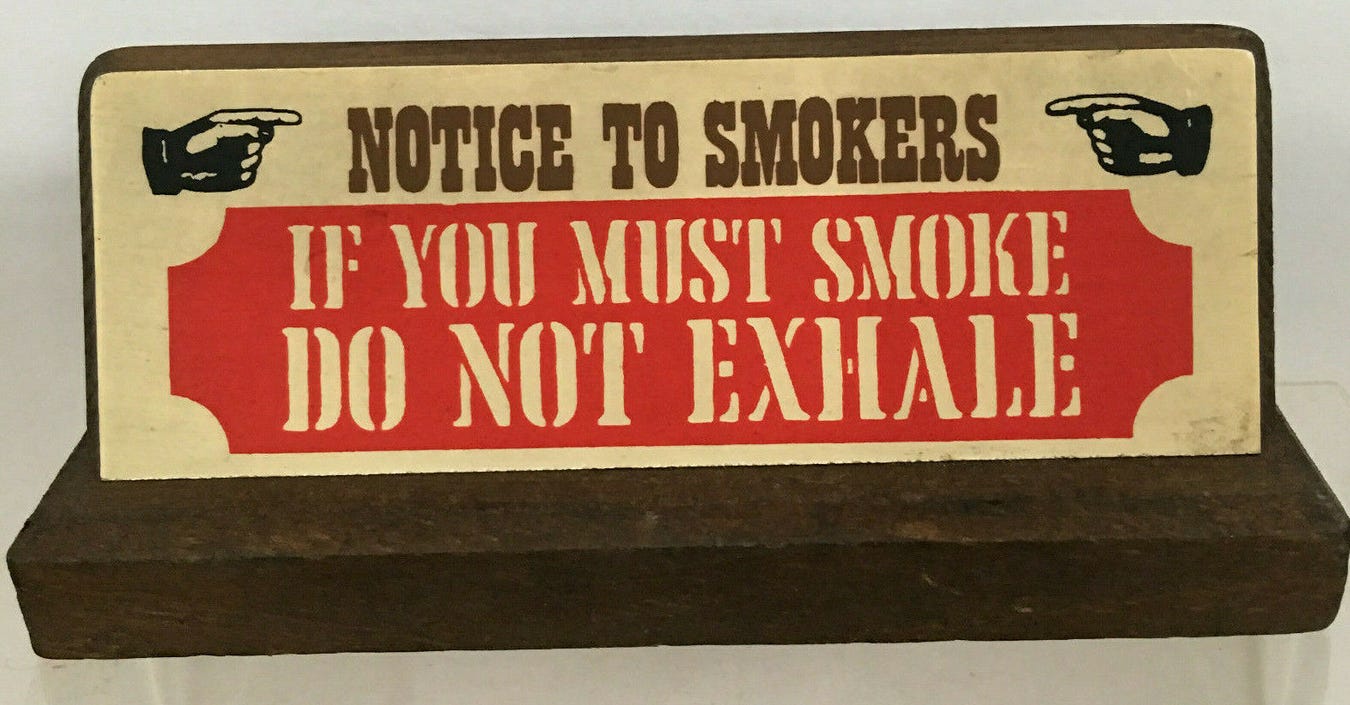 NOTICE TO SMOKERS
IF YOU MUST SMOKE
DO NOT EXHALE